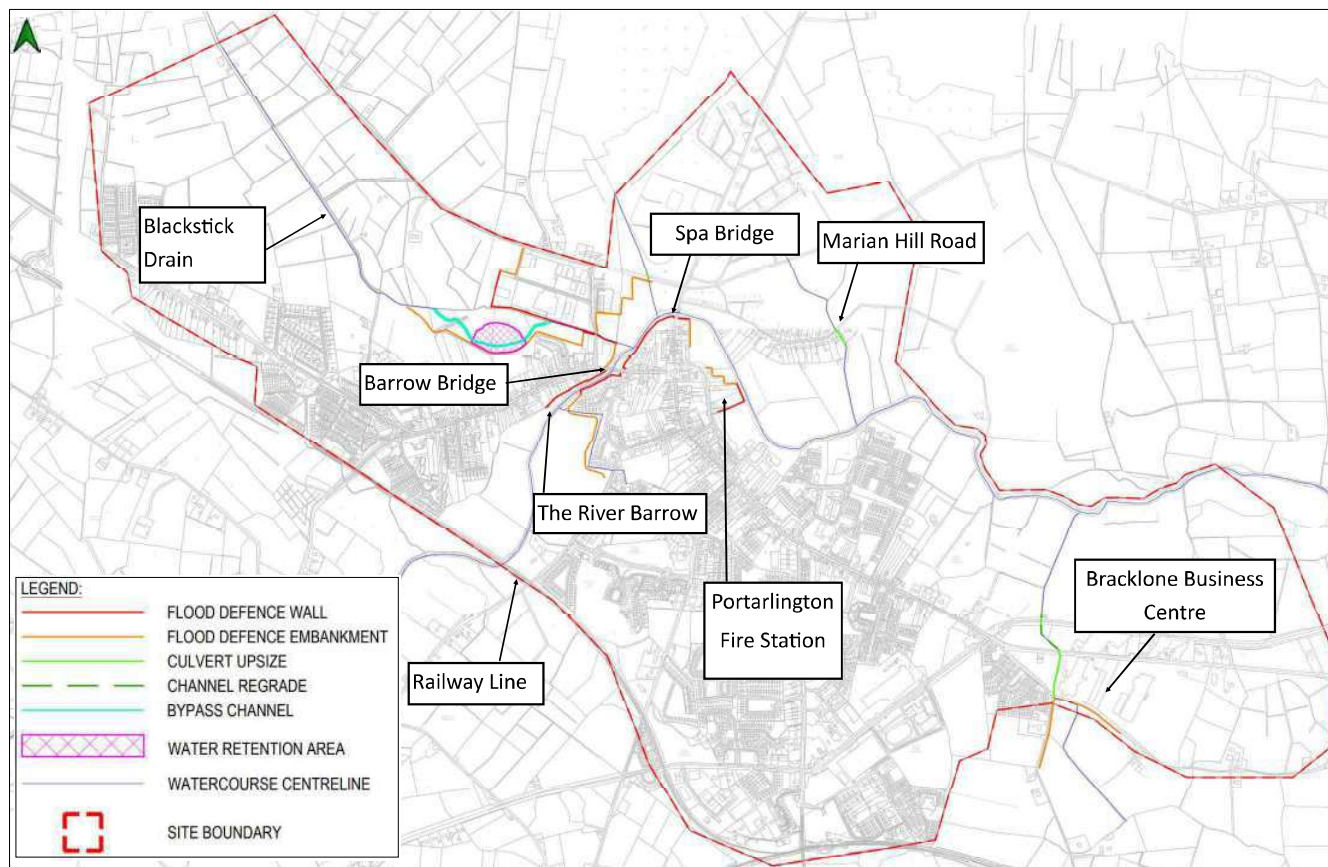 Blackstick
Drain
Spa Bridge
Marian Hill Road
Barrow Bridge
The River Barrow
Portarlington
Fire Station
Bracklone Business
Centre
Railway Line
LEGEND:
FLOOD DEFENCE WALL
FLOOD DEFENCE EMBANKMENT
CULVERT UPSIZE
CHANNEL REGRADE
BYPASS CHANNEL
WATER RETENTION AREA
WATERCOURSE CENTRELINE
SITE BOUNDARY